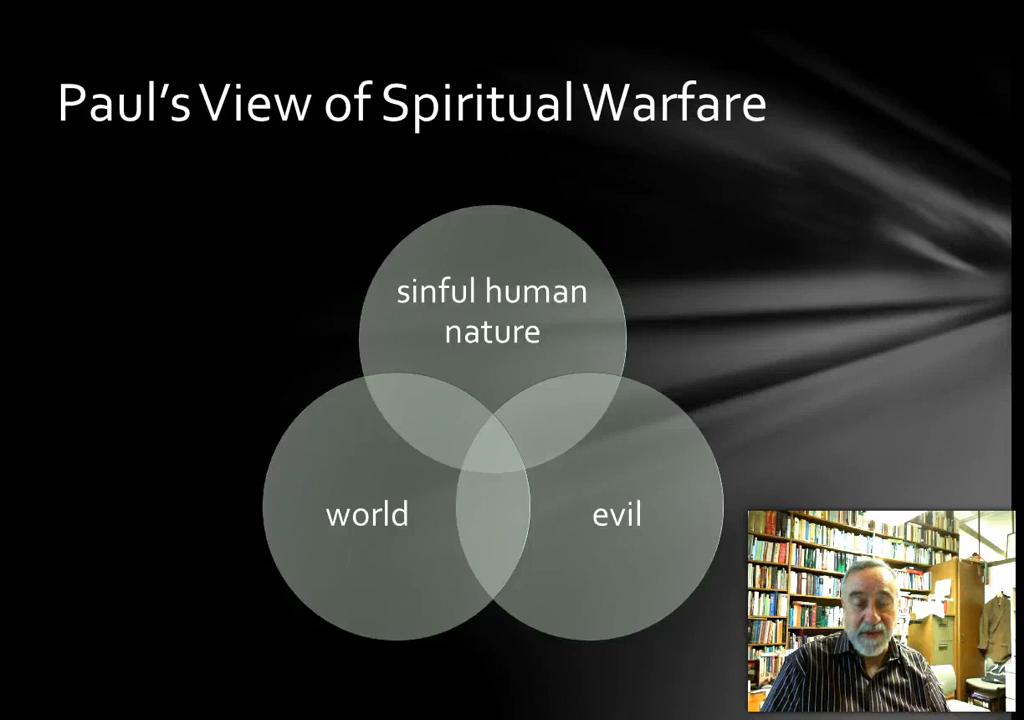 Paul’s View of Spiritual Warfare
sinful human
nature
world
evil